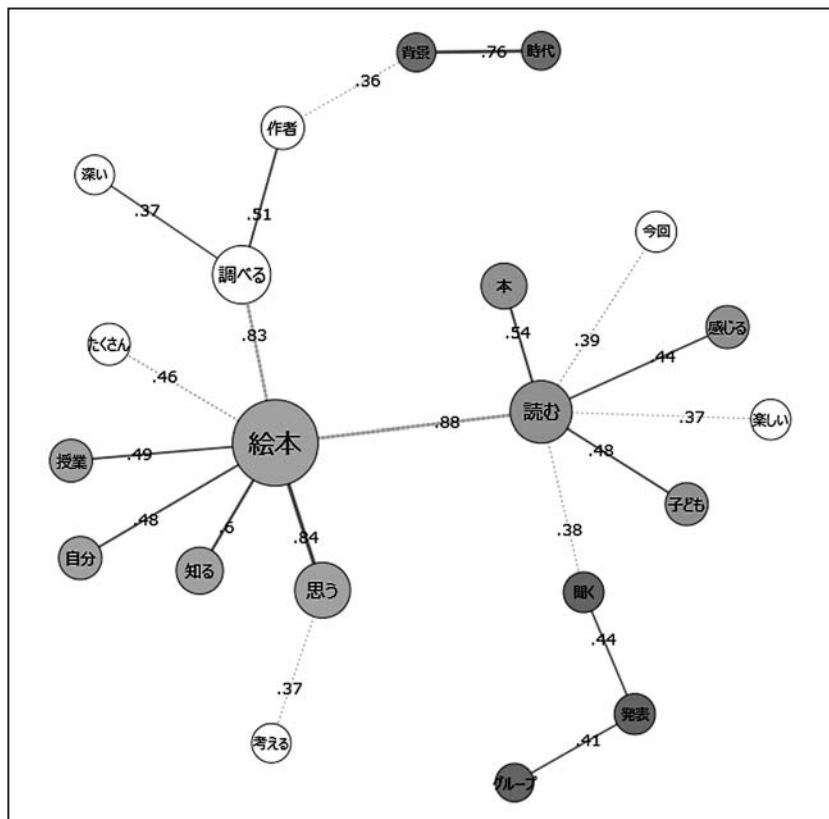 背景
.76
時代
.36
作者
深い
.37
.51
調べる
今回
本
感じる
.83
.54
.39
.44
たくさん
.46
読む
.88
.37
楽しい
絵本
授業
.49
.48
子ども
.48
自分
.6
知る
.84
思う
.38
聞く
.44
.37
考える
発表
.41
グループ